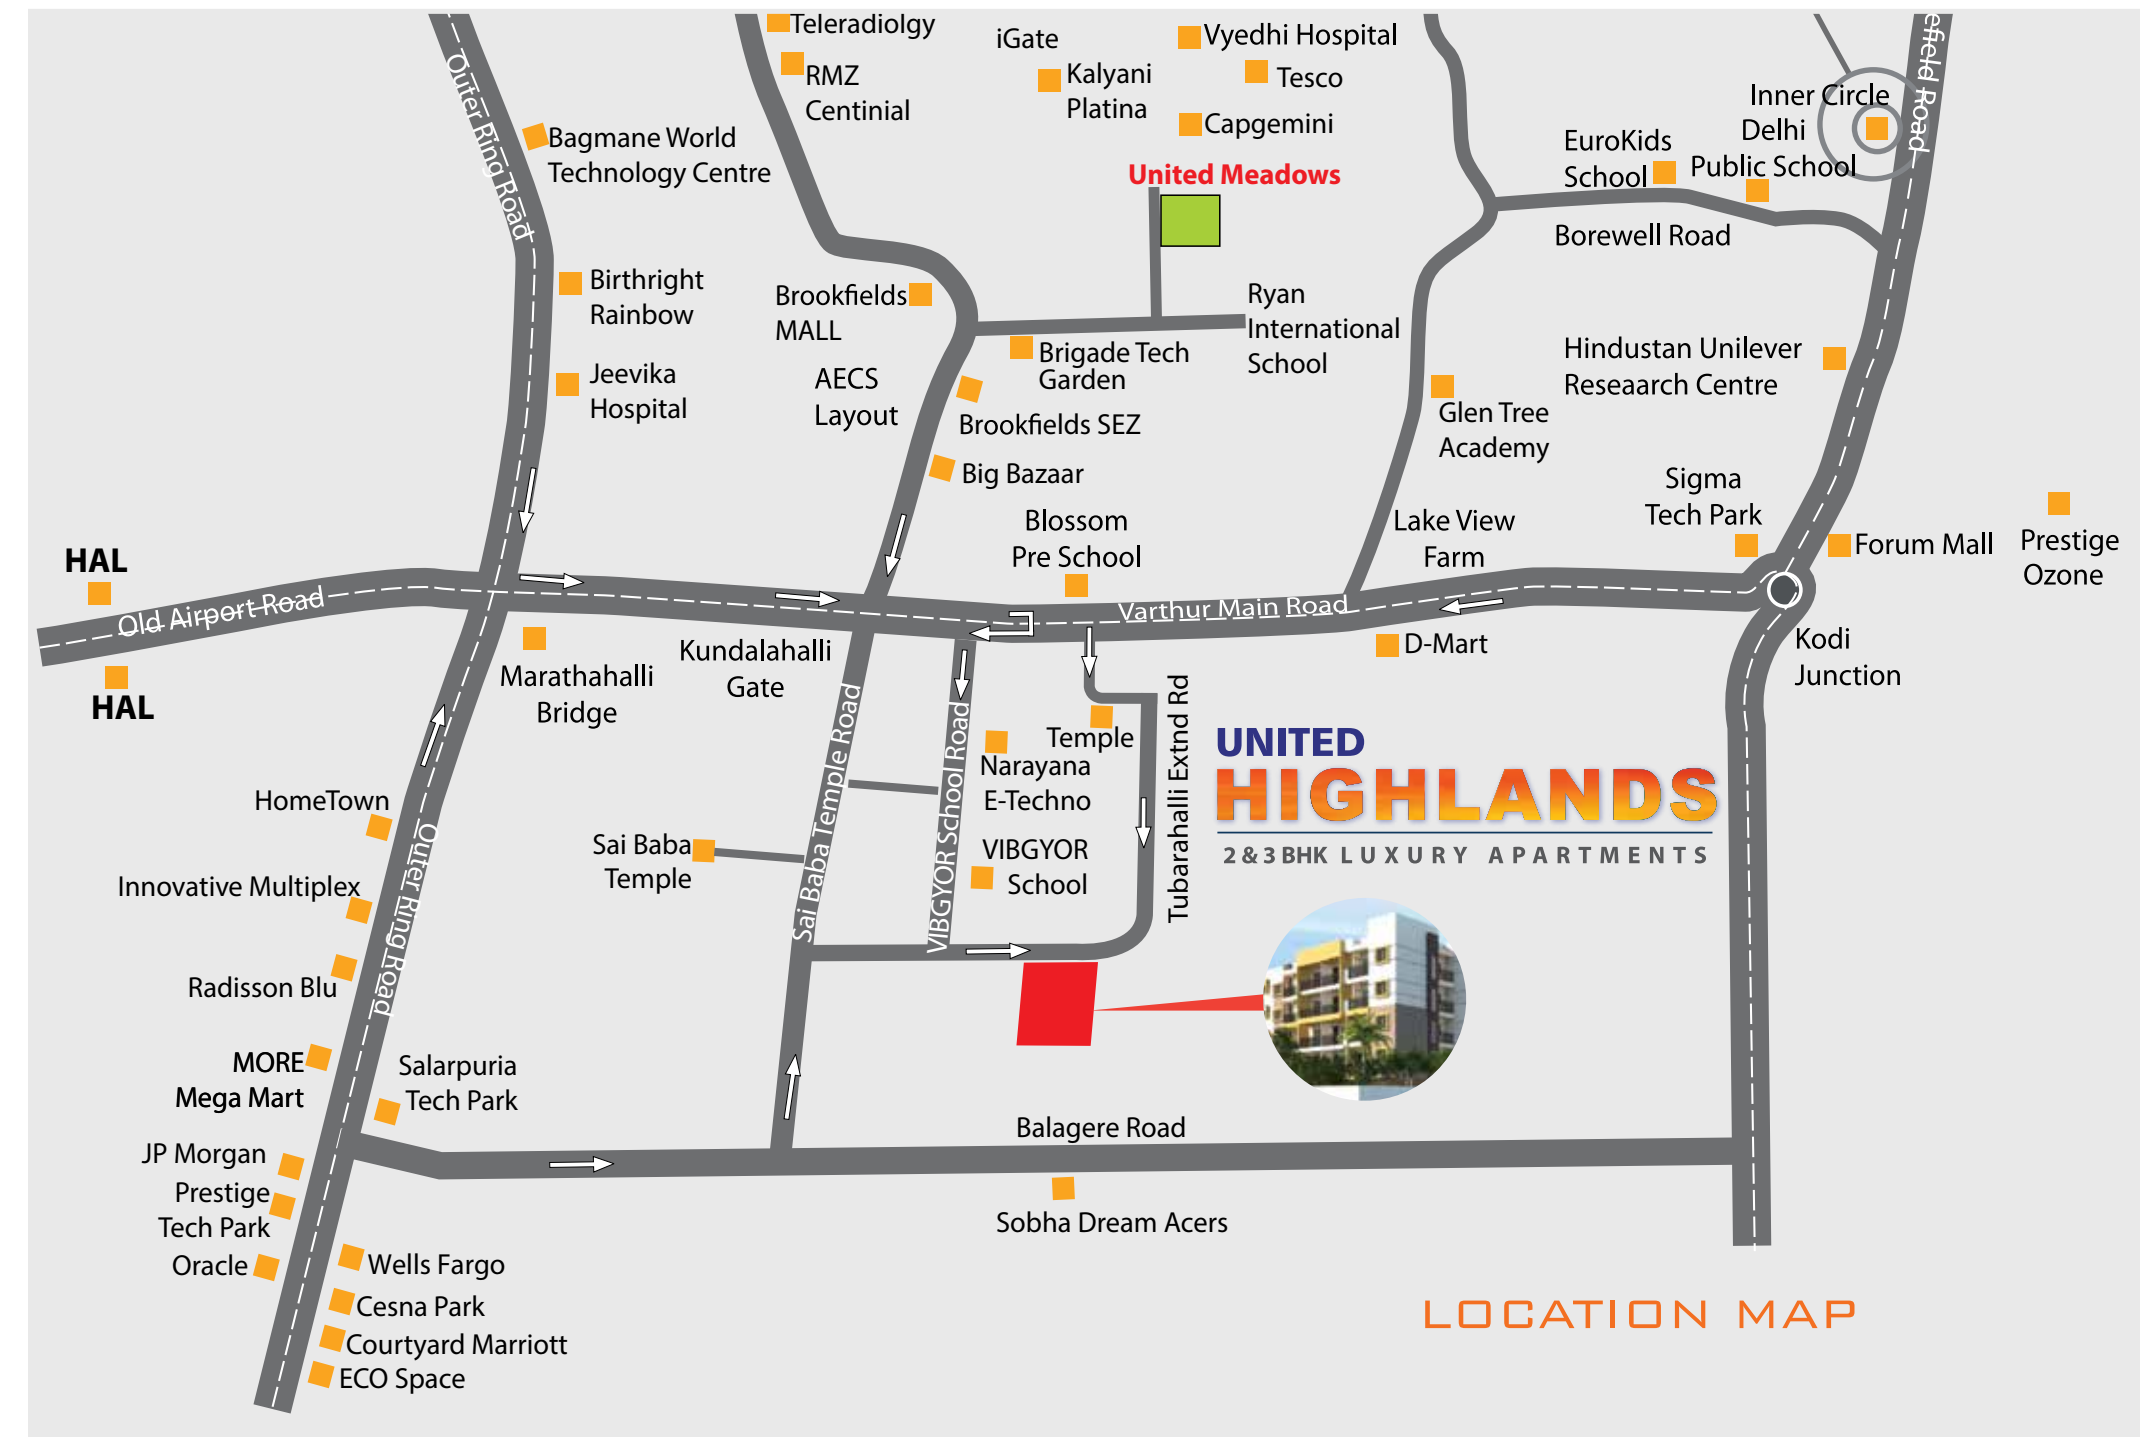 Teleradiolgy
RMZ
Centinial
iGate
Kalyani
Platina
Vyedhi Hospital
Tesco
Capgemini
United Meadows
Outer Ring Road
Bagmane World
Technology Centre
Inner Circle
Delhi
Public School
EuroKids
School
efield Road
Borewell Road
Birthright
Rainbow
Brookfields
MALL
Ryan
International
School
Jeevika
Hospital
AECS
Layout
Brigade Tech
Garden
Brookfields SEZ
Big Bazaar
Hindustan Unilever
Reseaarch Centre
Glen Tree
Academy
Sigma
Tech Park
Blossom
Pre School
Lake View
Farm
Forum Mall
Prestige
Ozone
HAL
Old Airport Road
Varthur Main Road
HAL
Marathahalli
Bridge
Kundalahalli
Gate
D-Mart
Kodi
Junction
Sai Baba Temple Road
VIBGYOR School Road
Temple
Narayana
E-Techno
VIBGYOR
School
Tubarahalli Extnd Rd
UNITED
HIGHLANDS
2 & 3 BHK LUXURY APARTMENTS
HomeTown
Sai Baba
Temple
Innovative Multiplex
Outer Ring Road
Radisson Blu
MORE
Mega Mart
Salarpuria
Tech Park
Balagere Road
JP Morgan
Prestige
Tech Park
Oracle
Sobha Dream Acers
Wells Fargo
Cesna Park
Courtyard Marriott
ECO Space
LOCATION MAP